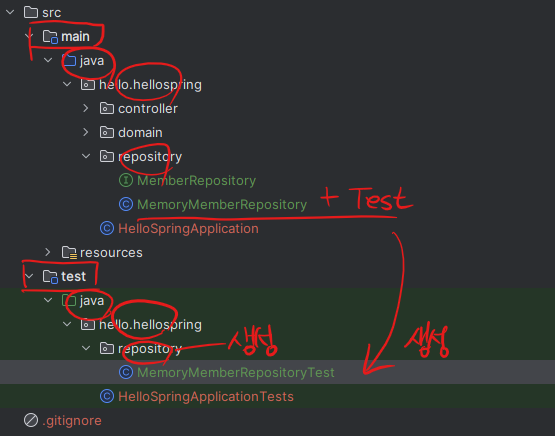 src
main
java
hello.hellospring
controller
domain
repository
MemberRepository
MemoryMemberRepository + Test
HelloSpringApplication
resources
test
java
hello.hellospring
repository 생성 생성
MemoryMemberRepositoryTest
HelloSpringApplicationTests
.gitignore